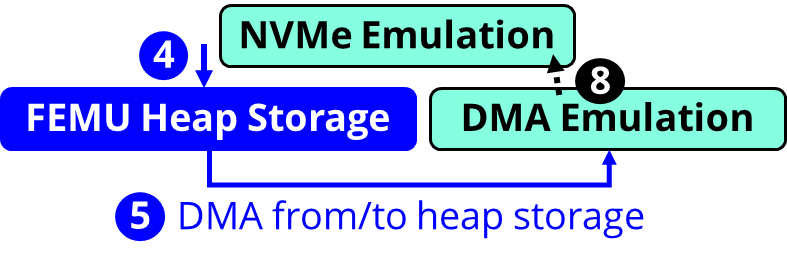 NVMe Emulation
4
8
FEMU Heap Storage
DMA Emulation
5 DMA from/to heap storage